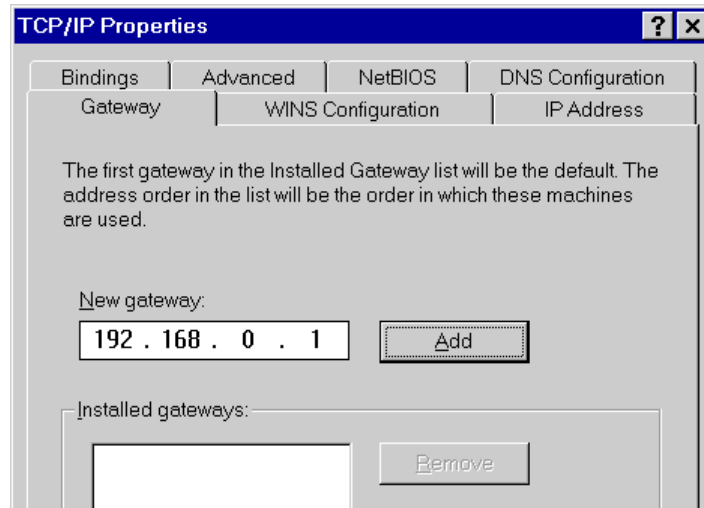 TCP/IP Properties ? ×
Bindings Advanced NetBIOS DNS Configuration
Gateway WINS Configuration IP Address
The first gateway in the Installed Gateway list will be the default. The
address order in the list will be the order in which these machines
are used.
New gateway:
192 . 168 . 0 . 1 Add
Installed gateways:
Remove